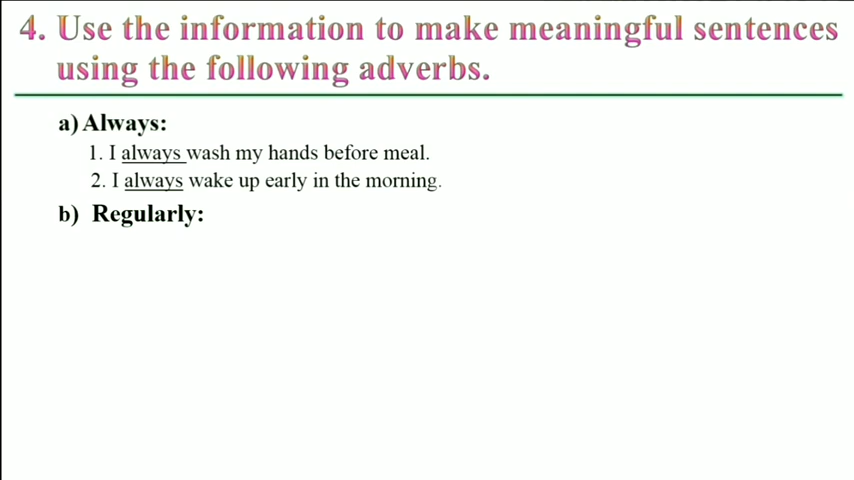 4. Use the information to make meaningful sentences
using the following adverbs.
a) Always:
1. I always wash my hands before meal.
2. I always wake up early in the morning.
b) Regularly: